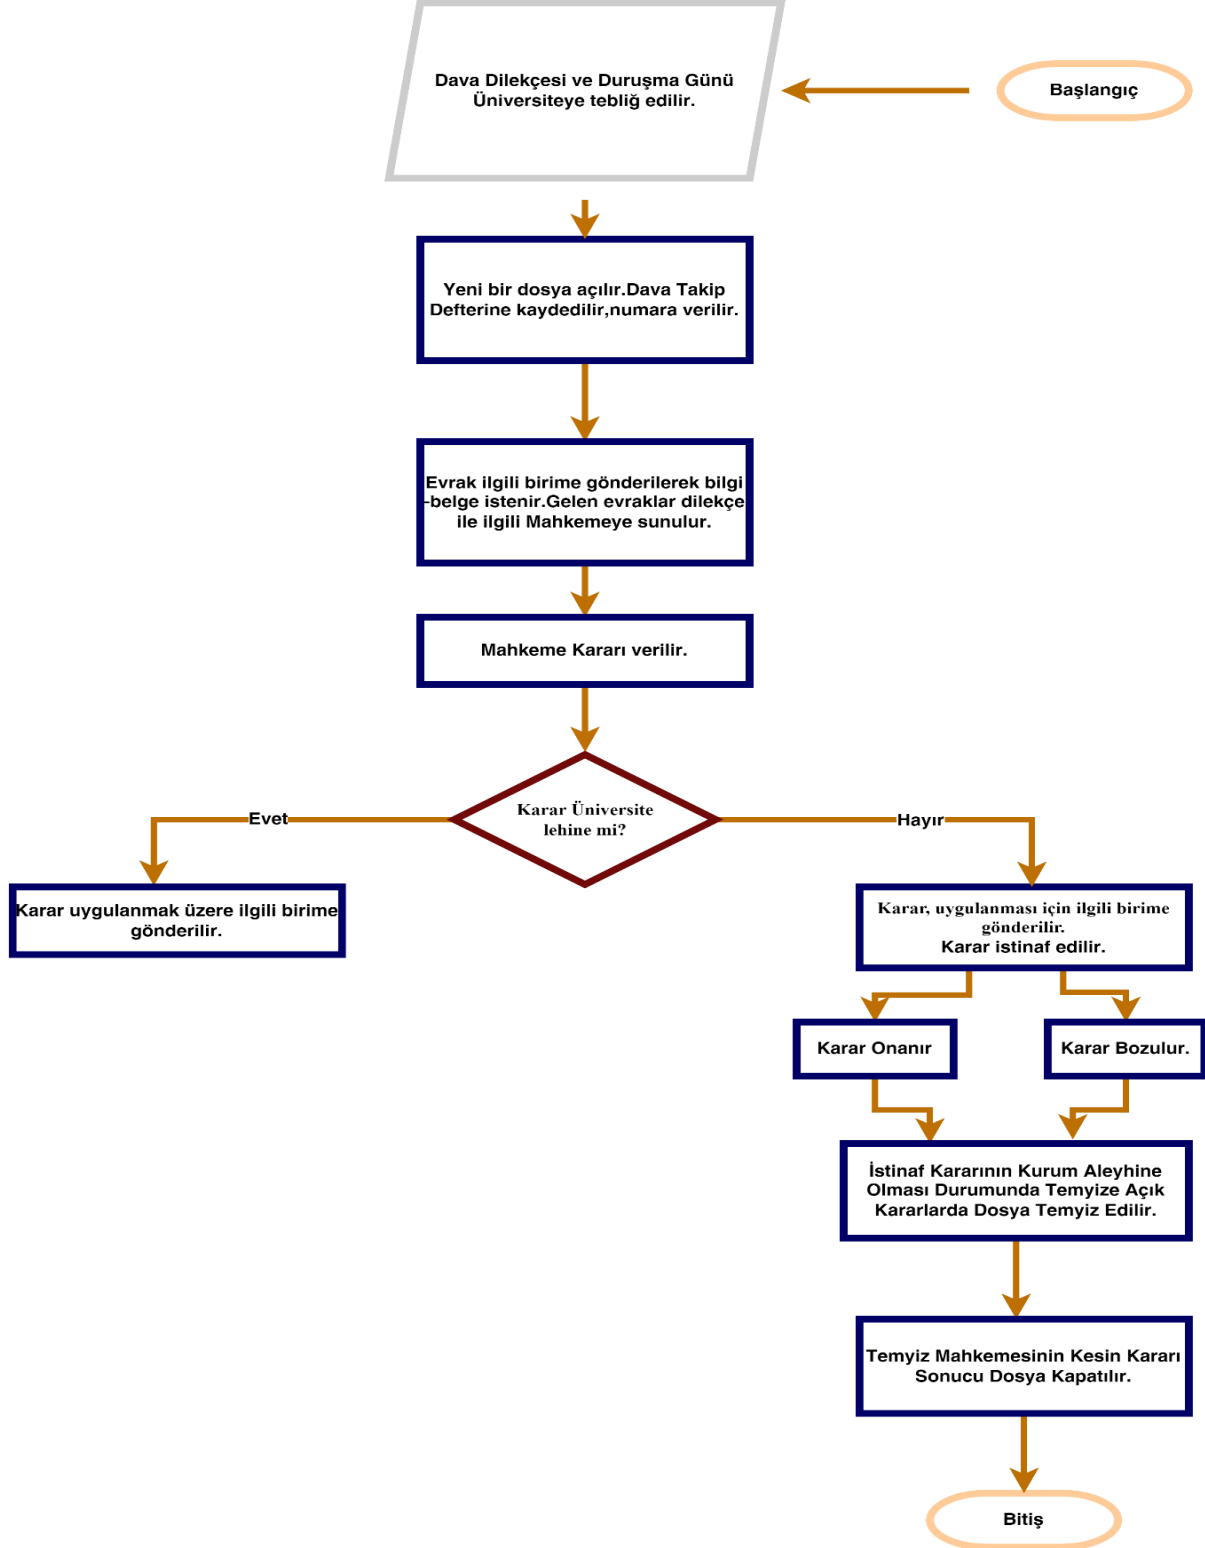 Başlangıç
Dava Dilekçesi ve Duruşma Günü
Üniversiteye tebliğ edilir.
Yeni bir dosya açılır.Dava Takip
Defterine kaydedilir,numara verilir.
Evrak ilgili birime gönderilerek bilgi
-belge istenir.Gelen evraklar dilekçe
ile ilgili Mahkemeye sunulur.
Mahkeme Kararı verilir.
Karar Üniversite
lehine mi?
Evet
Hayır
Karar uygulanmak üzere ilgili birime
gönderilir.
Karar, uygulanması için ilgili birime
gönderilir.
Karar istinaf edilir.
Karar Onanır
Karar Bozulur.
İstinaf Kararının Kurum Aleyhine
Olması Durumunda Temyize Açık
Kararlarda Dosya Temyiz Edilir.
Temyiz Mahkemesinin Kesin Kararı
Sonucu Dosya Kapatılır.
Bitiş